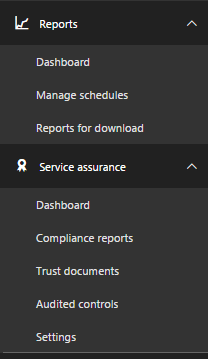 Reports
Dashboard
Manage schedules
Reports for download
Service assurance
Dashboard
Compliance reports
Trust documents
Audited controls
Settings